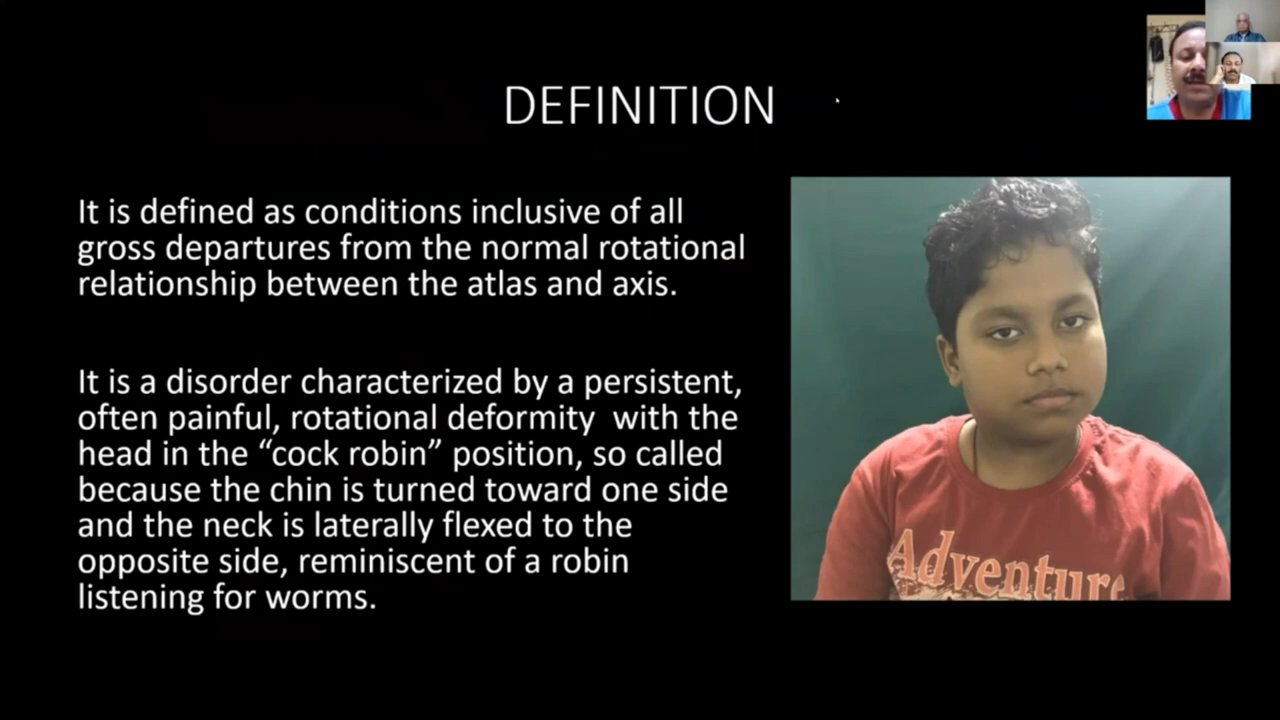 DEFINITION
It is defined as conditions inclusive of all
gross departures from the normal rotational
relationship between the atlas and axis.
It is a disorder characterized by a persistent,
often painful, rotational deformity with the
head in the “cock robin” position, so called
because the chin is turned toward one side
and the neck is laterally flexed to the
opposite side, reminiscent of a robin
listening for worms.
Adventure